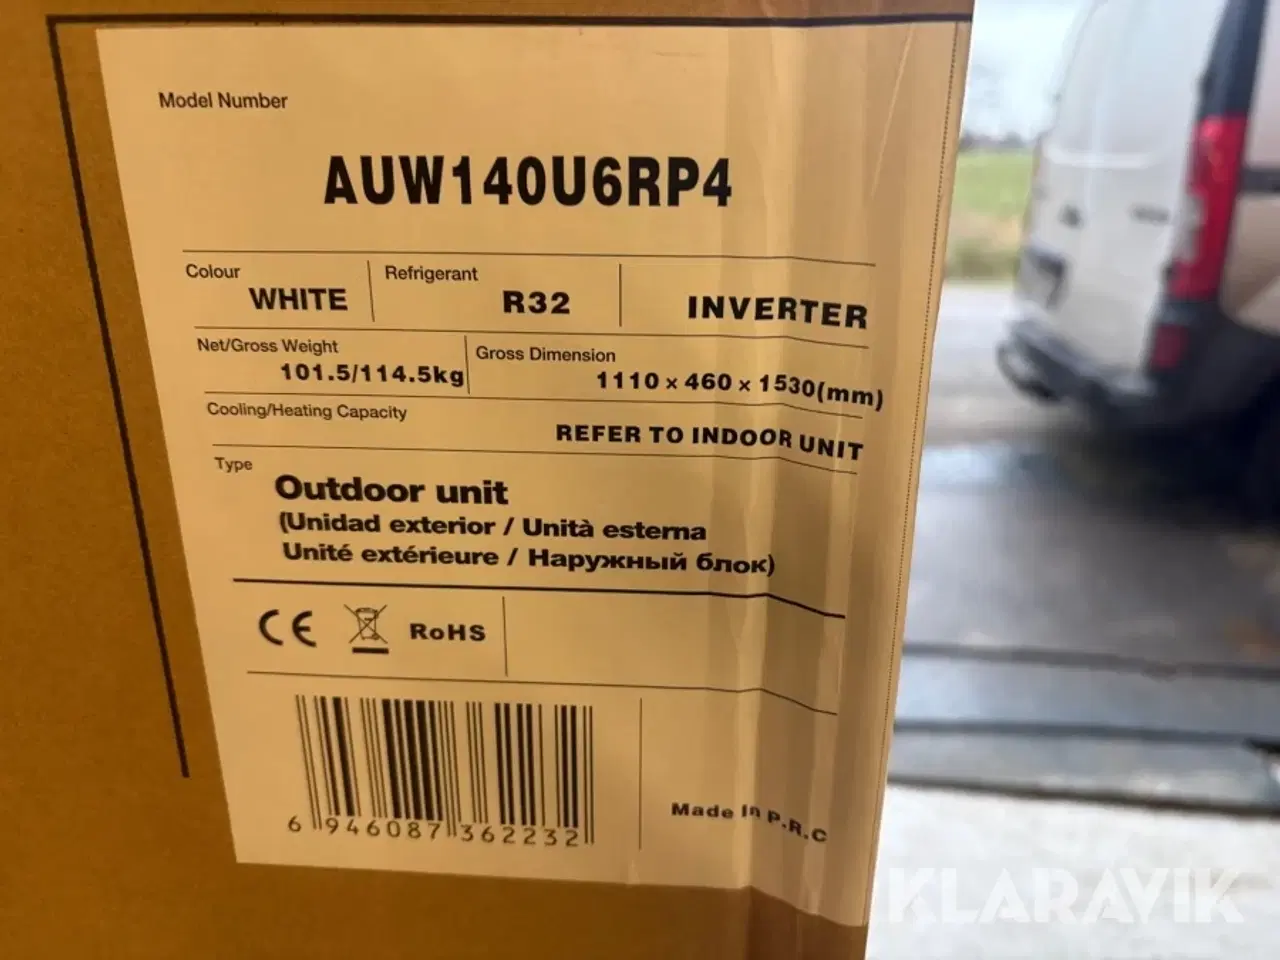 Model Number
AUW140U6RP4
Colour
WHITE
Refrigerant
R32
INVERTER
Net/Gross Weight
101.5/114.5kg
Gross Dimension
1110 × 460 × 1530(mm)
Cooling/Heating Capacity
REFER TO INDOOR UNIT
Type
Outdoor unit
(Unidad exterior / Unità esterna
Unité extérieure / Наружный блок)
CE RoHS
6 946087 362232
Made In P.R.C
KLARAVIK